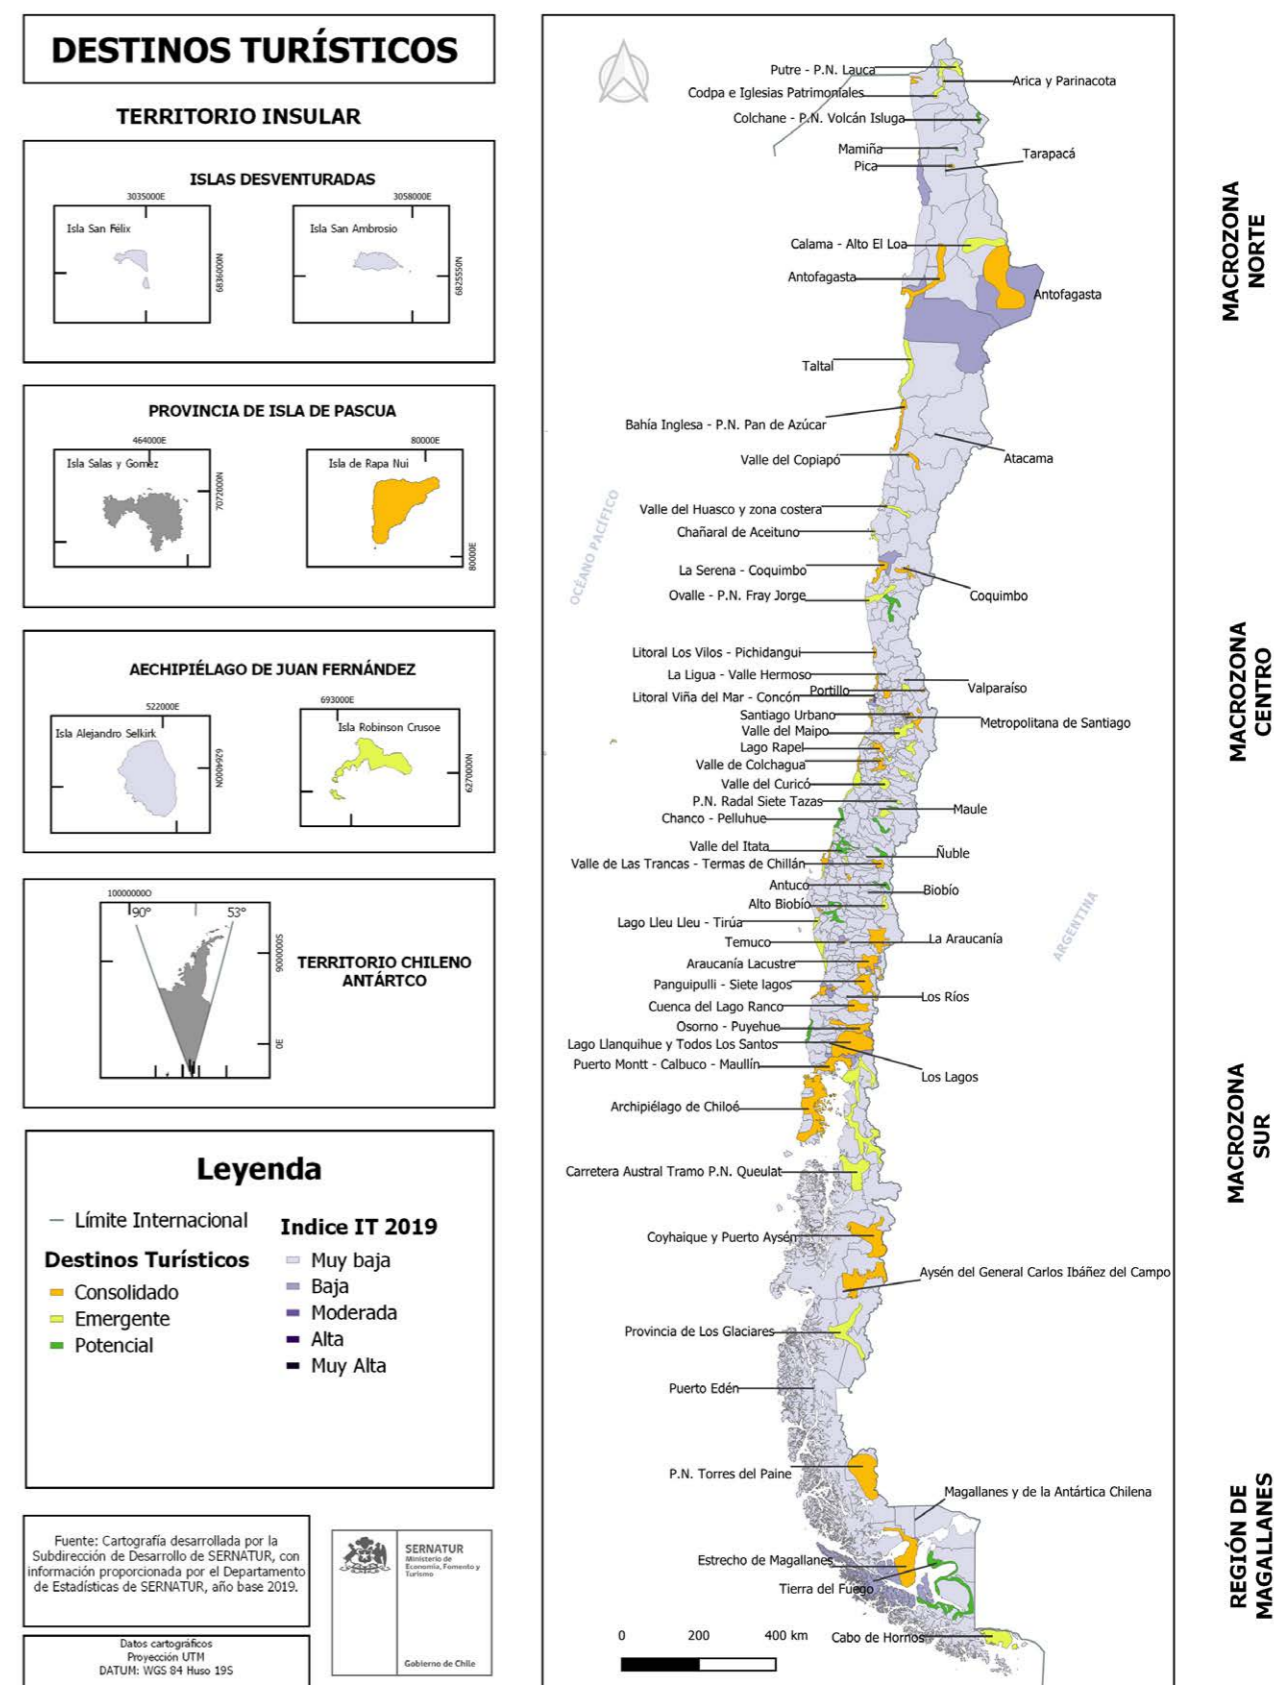 DESTINOS TURÍSTICOS
TERRITORIO INSULAR
ISLAS DESVENTURADAS
3035000E
Isla San Félix
6836000N
3058000E
Isla San Ambrosio
6825550N
PROVINCIA DE ISLA DE PASCUA
464000E
Isla Salas y Gomez
7072000N
80000E
Isla de Rapa Nui
80000E
AECHIPIÉLAGO DE JUAN FERNÁNDEZ
522000E
Isla Alejandro Selkirk
6264000N
693000E
Isla Robinson Crusoe
6270000N
10000000O
90°
53°
9000000S
0E
TERRITORIO CHILENO
ANTÁRTCO
Leyenda
Límite Internacional
Destinos Turísticos
Consolidado
Emergente
Potencial
Indice IT 2019
Muy baja
Baja
Moderada
Alta
Muy Alta
Fuente: Cartografía desarrollada por la
Subdirección de Desarrollo de SERNATUR, con
información proporcionada por el Departamento
de Estadísticas de SERNATUR, año base 2019.
Datos cartográficos
Proyección UTM
DATUM: WGS 84 Huso 19S
SERNATUR
Ministerio de
Economía, Fomento y
Turismo
Gobierno de Chile
Putre - P.N. Lauca
Arica y Parinacota
Codpa e Iglesias Patrimoniales
Colchane - P.N. Volcán Isluga
Mamiña
Tarapacá
Pica
Calama - Alto El Loa
Antofagasta
Antofagasta
Taltal
Bahía Inglesa - P.N. Pan de Azúcar
Valle del Copiapó
Atacama
Valle del Huasco y zona costera
Chañaral de Aceituno
La Serena - Coquimbo
Ovalle - P.N. Fray Jorge
Coquimbo
Litoral Los Vilos - Pichidangui
La Ligua - Valle Hermoso
Portillo
Valparaíso
Litoral Viña del Mar - Concón
Santiago Urbano
Metropolitana de Santiago
Valle del Maipo
Lago Rapel
Valle de Colchagua
Valle del Curicó
P.N. Radal Siete Tazas
Maule
Chanco - Pelluhue
Valle del Itata
Ñuble
Valle de Las Trancas - Termas de Chillán
Antuco
Biobío
Alto Biobío
Lago Lleu Lleu - Tirúa
Temuco
La Araucanía
Araucanía Lacustre
Panguipulli - Siete lagos
Los Ríos
Cuenca del Lago Ranco
Osorno - Puyehue
Lago Llanquihue y Todos Los Santos
Puerto Montt - Calbuco - Maullín
Los Lagos
Archipiélago de Chiloé
Carretera Austral Tramo P.N. Queulat
Coyhaique y Puerto Aysén
Aysén del General Carlos Ibáñez del Campo
Provincia de Los Glaciares
Puerto Edén
P.N. Torres del Paine
Magallanes y de la Antártica Chilena
Estrecho de Magallanes
Tierra del Fuego
Cabo de Hornos
OCÉANO PACÍFICO
ARGENTINA
0 200 400 km
MACROZONA
NORTE
MACROZONA
CENTRO
MACROZONA
SUR
REGIÓN DE
MAGALLANES